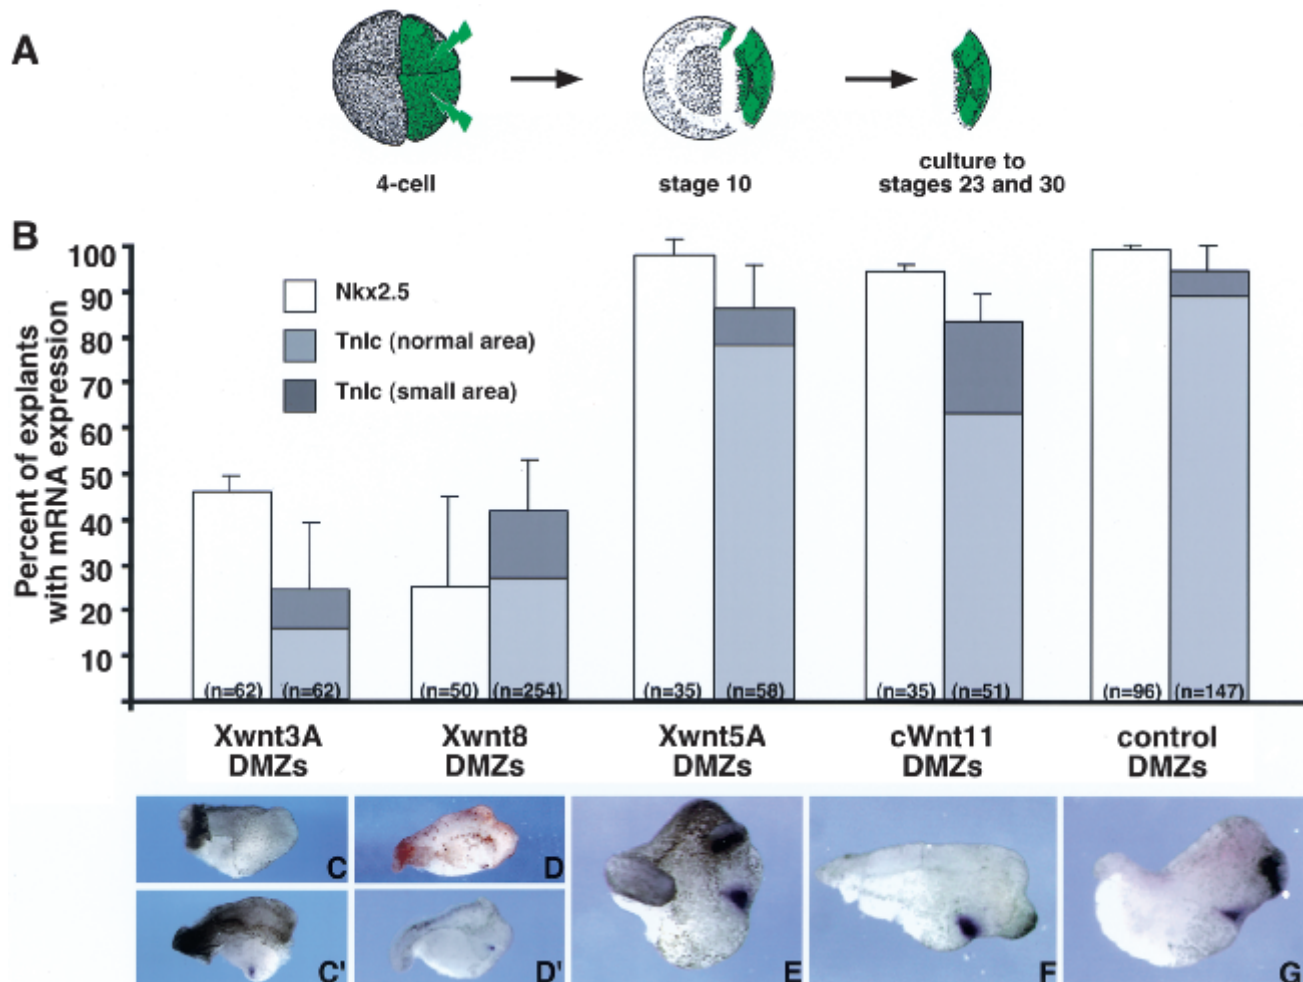 A
4-cell
stage 10
culture to
stages 23 and 30
B
Percent of explants
with mRNA expression
100
90
80
70
60
50
40
30
20
10
Nkx2.5
TnIc (normal area)
TnIc (small area)
(n=62) (n=62) (n=50) (n=254) (n=35) (n=58) (n=35) (n=51) (n=96) (n=147)
Xwnt3A Xwnt8 Xwnt5A cWnt11 control
DMZs DMZs DMZs DMZs DMZs
C D
C' D' E F G